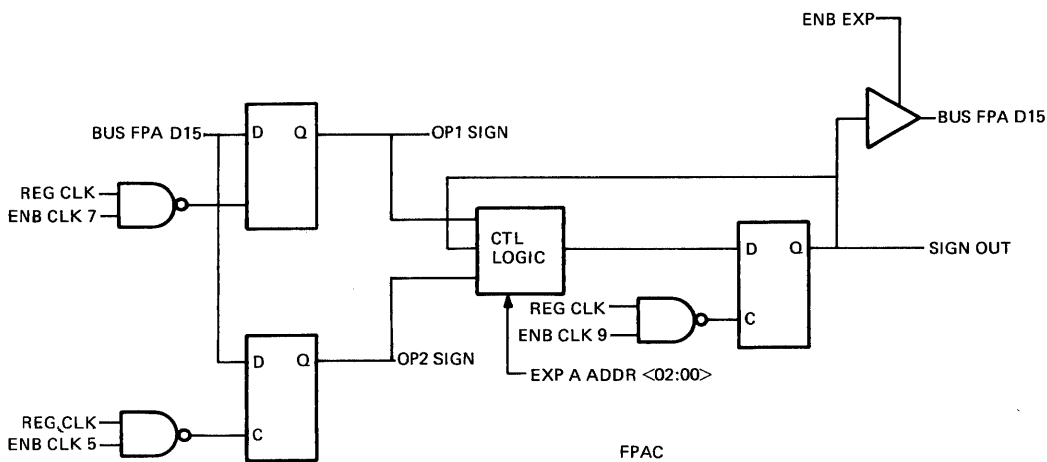 ENB EXP
BUS FPA D15
D
Q
OP1 SIGN
BUS FPA D15
REG CLK
ENB CLK 7
CTL
LOGIC
D
Q
SIGN OUT
REG CLK
ENB CLK 9
C
D
Q
OP2 SIGN
EXP A ADDR <02:00>
REG CLK
ENB CLK 5
C
FPAC